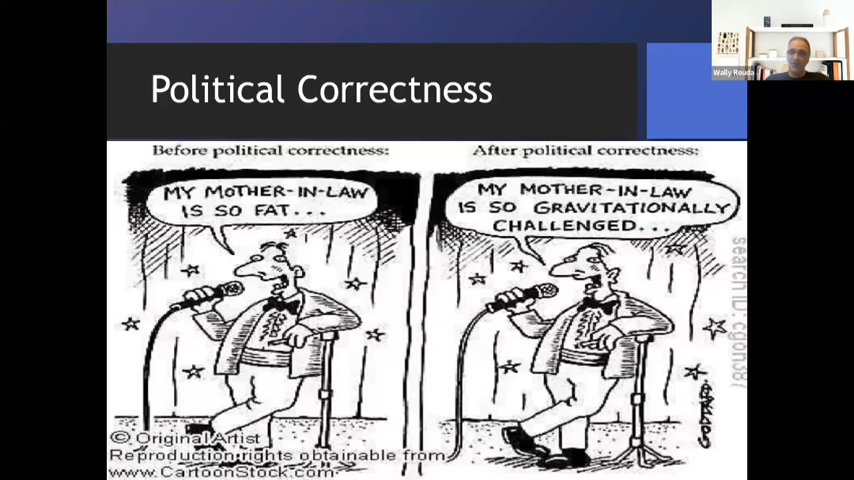 Political Correctness
Wally Rouda
Before political correctness:
After political correctness:
MY MOTHER-IN-LAW
IS SO FAT...
MY MOTHER-IN-LAW
IS SO GRAVITATIONALLY
CHALLENGED...
search ID: cgon387
GODDARD.
© Original Artist
Reproduction rights obtainable from
www.CartoonStock.com